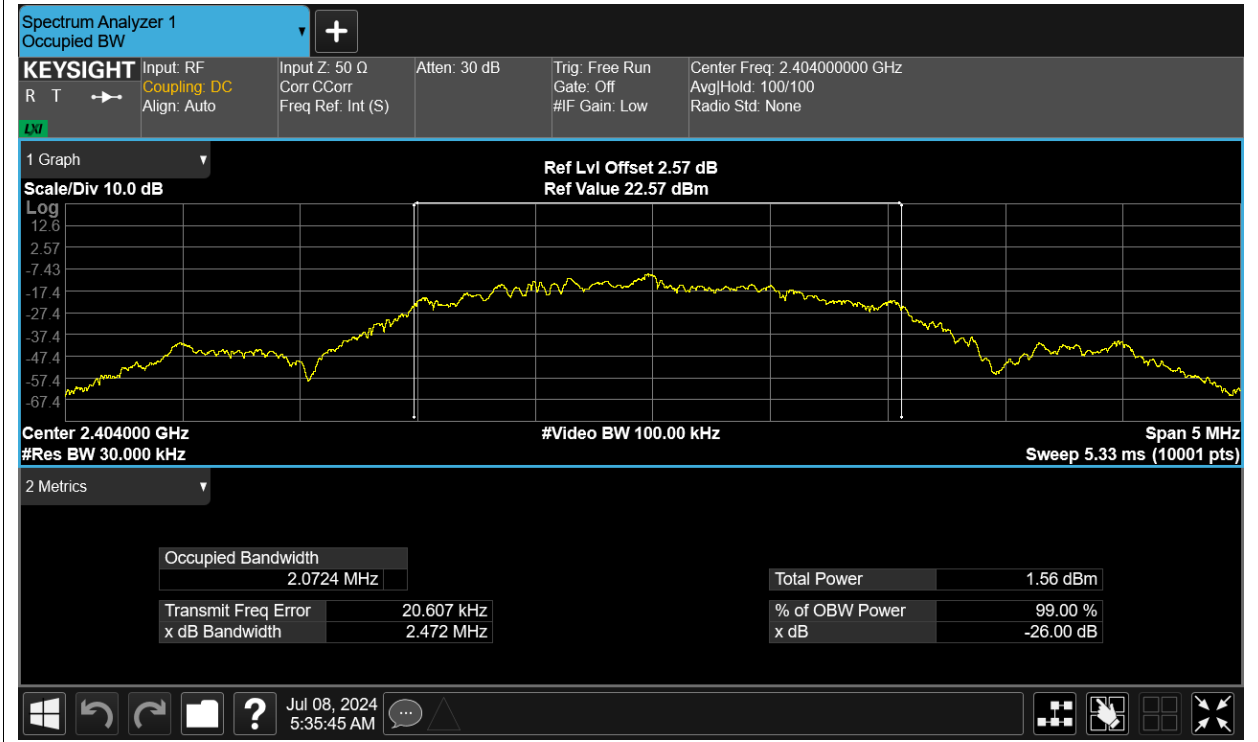 Spectrum Analyzer 1
Occupied BW
KEYSIGHT
R T
LXI
Input: RF
Coupling: DC
Align: Auto
Input Z: 50 Ω
Corr CCorr
Freq Ref: Int (S)
Atten: 30 dB
Trig: Free Run
Gate: Off
#IF Gain: Low
Center Freq: 2.404000000 GHz
Avg|Hold: 100/100
Radio Std: None
1 Graph
Scale/Div 10.0 dB
Ref Lvl Offset 2.57 dB
Ref Value 22.57 dBm
Log
12.6
2.57
-7.43
-17.4
-27.4
-37.4
-47.4
-57.4
-67.4
Center 2.404000 GHz
#Video BW 100.00 kHz
Span 5 MHz
#Res BW 30.000 kHz
Sweep 5.33 ms (10001 pts)
2 Metrics
Occupied Bandwidth
2.0724 MHz
Total Power 1.56 dBm
Transmit Freq Error 20.607 kHz
% of OBW Power 99.00 %
x dB Bandwidth 2.472 MHz
x dB -26.00 dB
?
Jul 08, 2024
5:35:45 AM